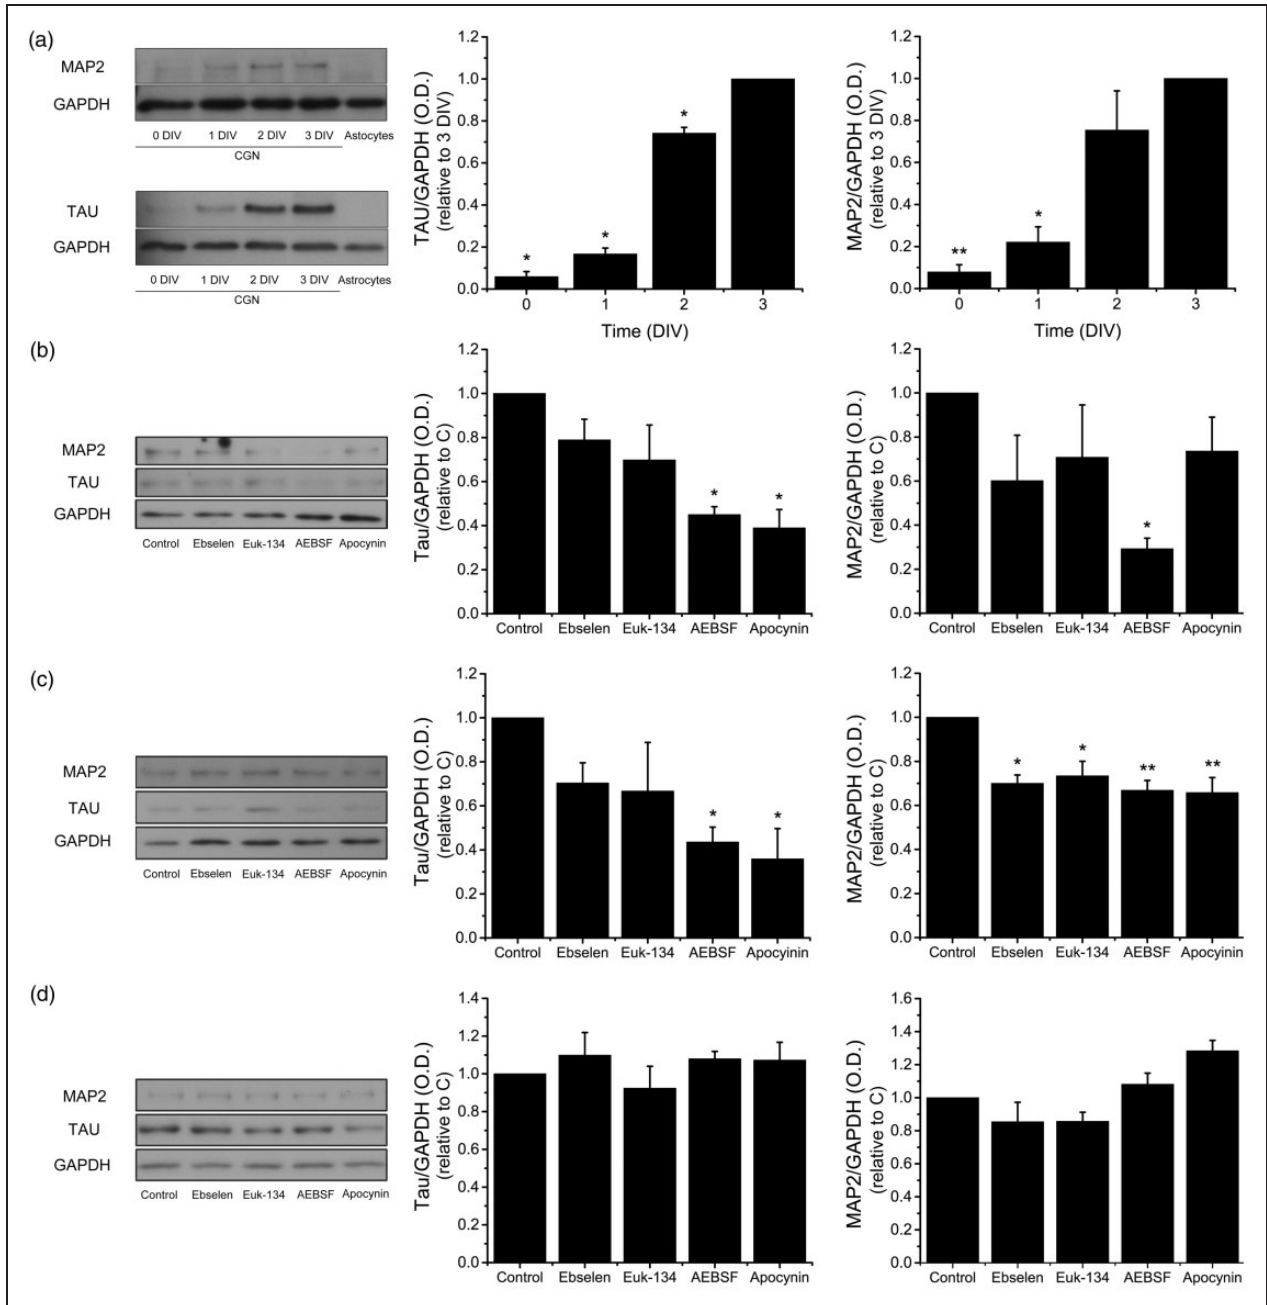 (a)
MAP2
GAPDH
0 DIV 1 DIV 2 DIV 3 DIV Astocytes
CGN
TAU
GAPDH
0 DIV 1 DIV 2 DIV 3 DIV Astrocytes
CGN
TAU/GAPDH (O.D.)
(relative to 3 DIV)
1.2
1.0
0.8
0.6
0.4
0.2
0.0
* * *
0 1 2 3
Time (DIV)
MAP2/GAPDH (O.D.)
(relative to 3 DIV)
1.2
1.0
0.8
0.6
0.4
0.2
0.0
** *
0 1 2 3
Time (DIV)
(b)
MAP2
TAU
GAPDH
Control Ebselen Euk-134 AEBSF Apocynin
Tau/GAPDH (O.D.)
(relative to C)
1.2
1.0
0.8
0.6
0.4
0.2
0.0
* *
Control Ebselen Euk-134 AEBSF Apocynin
MAP2/GAPDH (O.D.)
(relative to C)
1.2
1.0
0.8
0.6
0.4
0.2
0.0
*
Control Ebselen Euk-134 AEBSF Apocynin
(c)
MAP2
TAU
GAPDH
Control Ebselen Euk-134 AEBSF Apocynin
Tau/GAPDH (O.D.)
(relative to C)
1.2
1.0
0.8
0.6
0.4
0.2
0.0
* *
Control Ebselen Euk-134 AEBSF Apocyinin
MAP2/GAPDH (O.D.)
(relative to C)
1.2
1.0
0.8
0.6
0.4
0.2
0.0
* * ** **
Control Ebselen Euk-134 AEBSF Apocynin
(d)
MAP2
TAU
GAPDH
Control Ebselen Euk-134 AEBSF Apocynin
Tau/GAPDH (O.D.)
(relative to C)
1.4
1.2
1.0
0.8
0.6
0.4
0.2
0.0
Control Ebselen Euk-134 AEBSF Apocynin
MAP2/GAPDH (O.D.)
(relative to C)
1.6
1.4
1.2
1.0
0.8
0.6
0.4
0.2
0.0
Control Ebselen Euk-134 AEBSF Apocynin